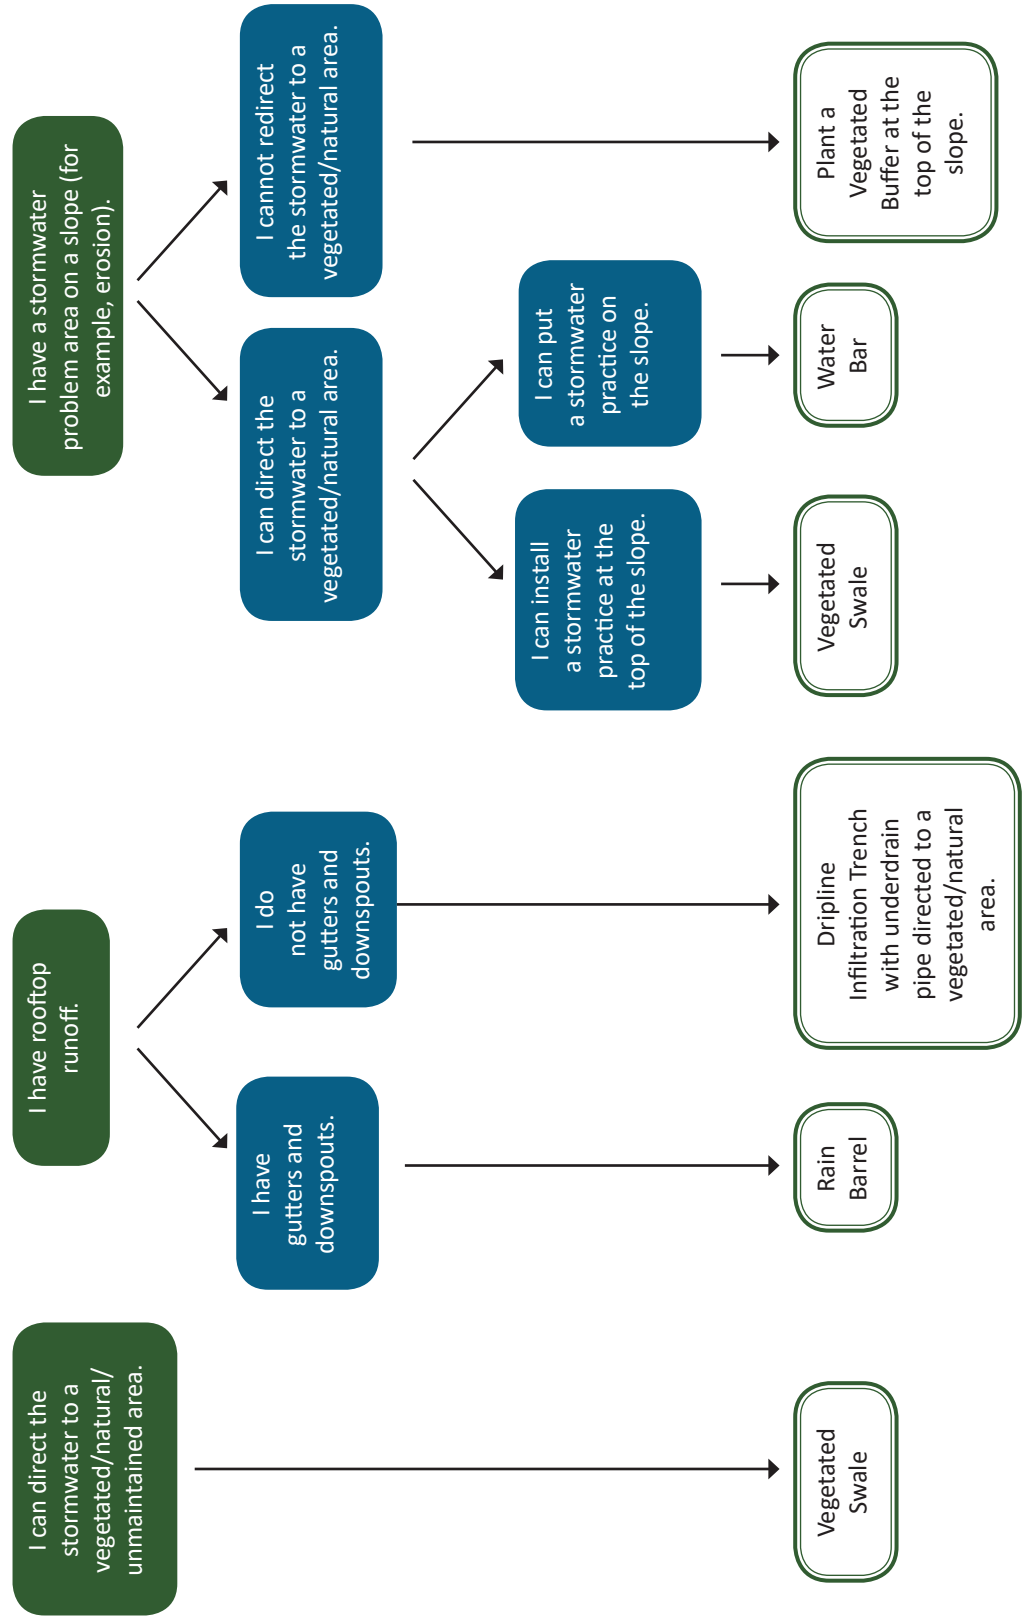 I can direct the
stormwater to a
vegetated/natural/
unmaintained area.
Vegetated
Swale
I have rooftop
runoff.
I have
gutters and
downspouts.
I do
not have
gutters and
downspouts.
Rain
Barrel
Dripline
Infiltration Trench
with underdrain
pipe directed to a
vegetated/natural
area.
I have a stormwater
problem area on a slope (for
example, erosion).
I can direct the
stormwater to a
vegetated/natural area.
I cannot redirect
the stormwater to a
vegetated/natural area.
I can install
a stormwater
practice at the
top of the slope.
I can put
a stormwater
practice on
the slope.
Vegetated
Swale
Water
Bar
Plant a
Vegetated
Buffer at the
top of the
slope.